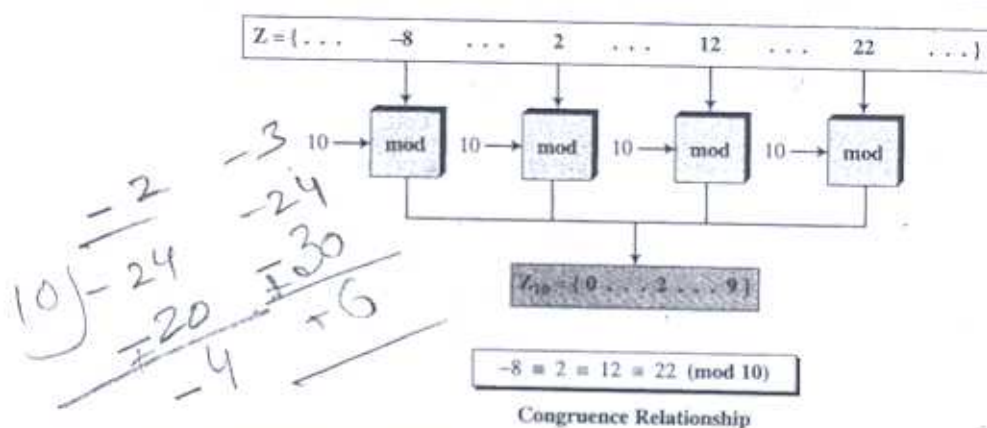 Z = { . . . -8 . . . 2 . . . 12 . . . 22 . . . }
10 mod 10 mod 10 mod 10 mod
Z10 = { 0 . . . 2 . . . 9 }
-8 ≡ 2 ≡ 12 ≡ 22 (mod 10)
Congruence Relationship
-2
10)-24
-20
-4
-3
-24
-30
+6